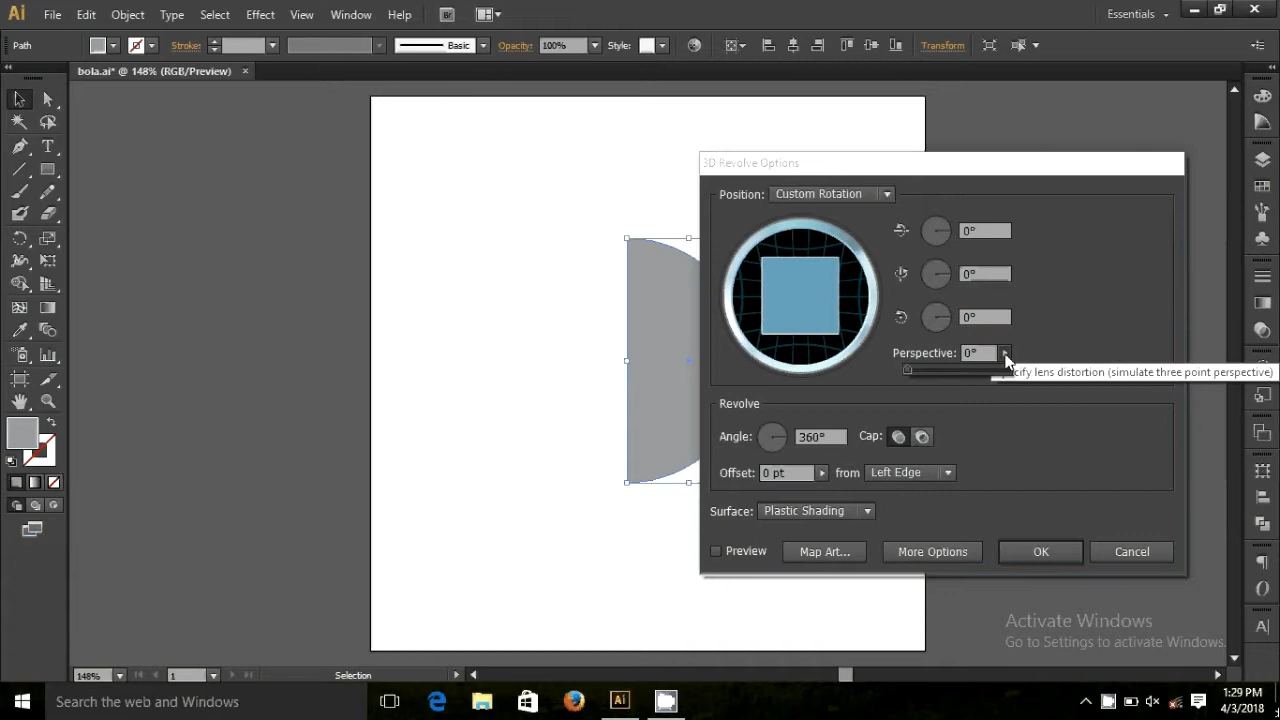 Ai File Edit Object Type Select Effect View Window Help Br Essentials
Path Stroke: Basic Opacity: 100% Style: Transform
bola.ai* @ 148% (RGB/Preview) ×
3D Revolve Options
Position: Custom Rotation
0°
0°
0°
Perspective: 0°
cify lens distortion (simulate three point perspective)
Revolve
Angle: 360° Cap:
Offset: 0 pt from Left Edge
Surface: Plastic Shading
Preview Map Art... More Options OK Cancel
Activate Windows
Go to Settings to activate Windows.
148% 1 Selection
Search the web and Windows
Ai
1:29 PM
4/3/2018